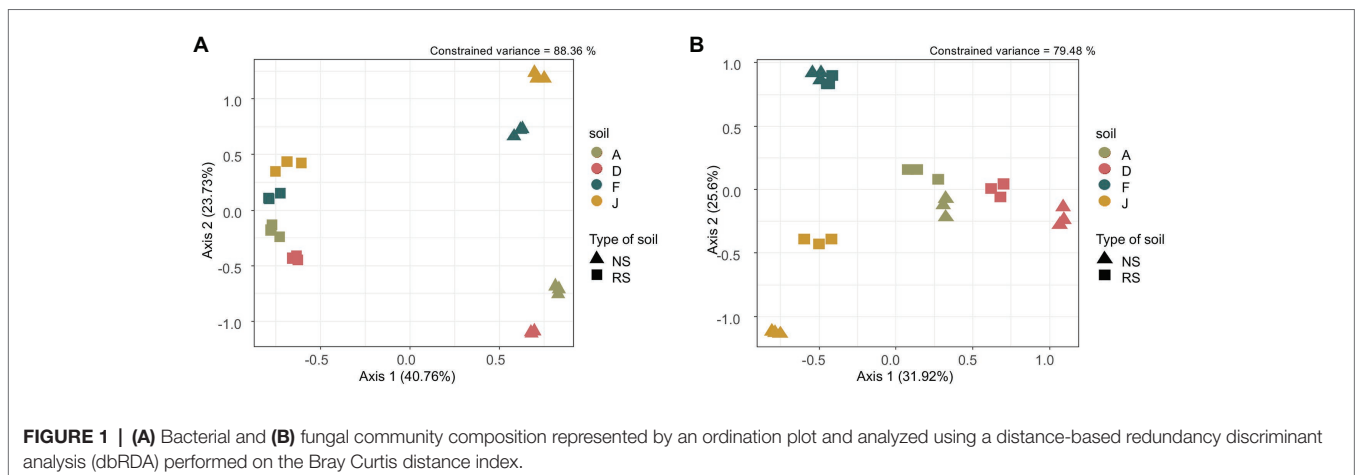 A
Constrained variance = 88.36 %
1.0
0.5
0.0
-0.5
-1.0
Axis 2 (23.73%)
-0.5
0.0
0.5
Axis 1 (40.76%)
soil
A
D
F
J
Type of soil
NS
RS
B
Constrained variance = 79.48 %
1.0
0.5
0.0
-0.5
-1.0
Axis 2 (25.6%)
-0.5
0.0
0.5
1.0
Axis 1 (31.92%)
soil
A
D
F
J
Type of soil
NS
RS
FIGURE 1 | (A) Bacterial and (B) fungal community composition represented by an ordination plot and analyzed using a distance-based redundancy discriminant
analysis (dbRDA) performed on the Bray Curtis distance index.